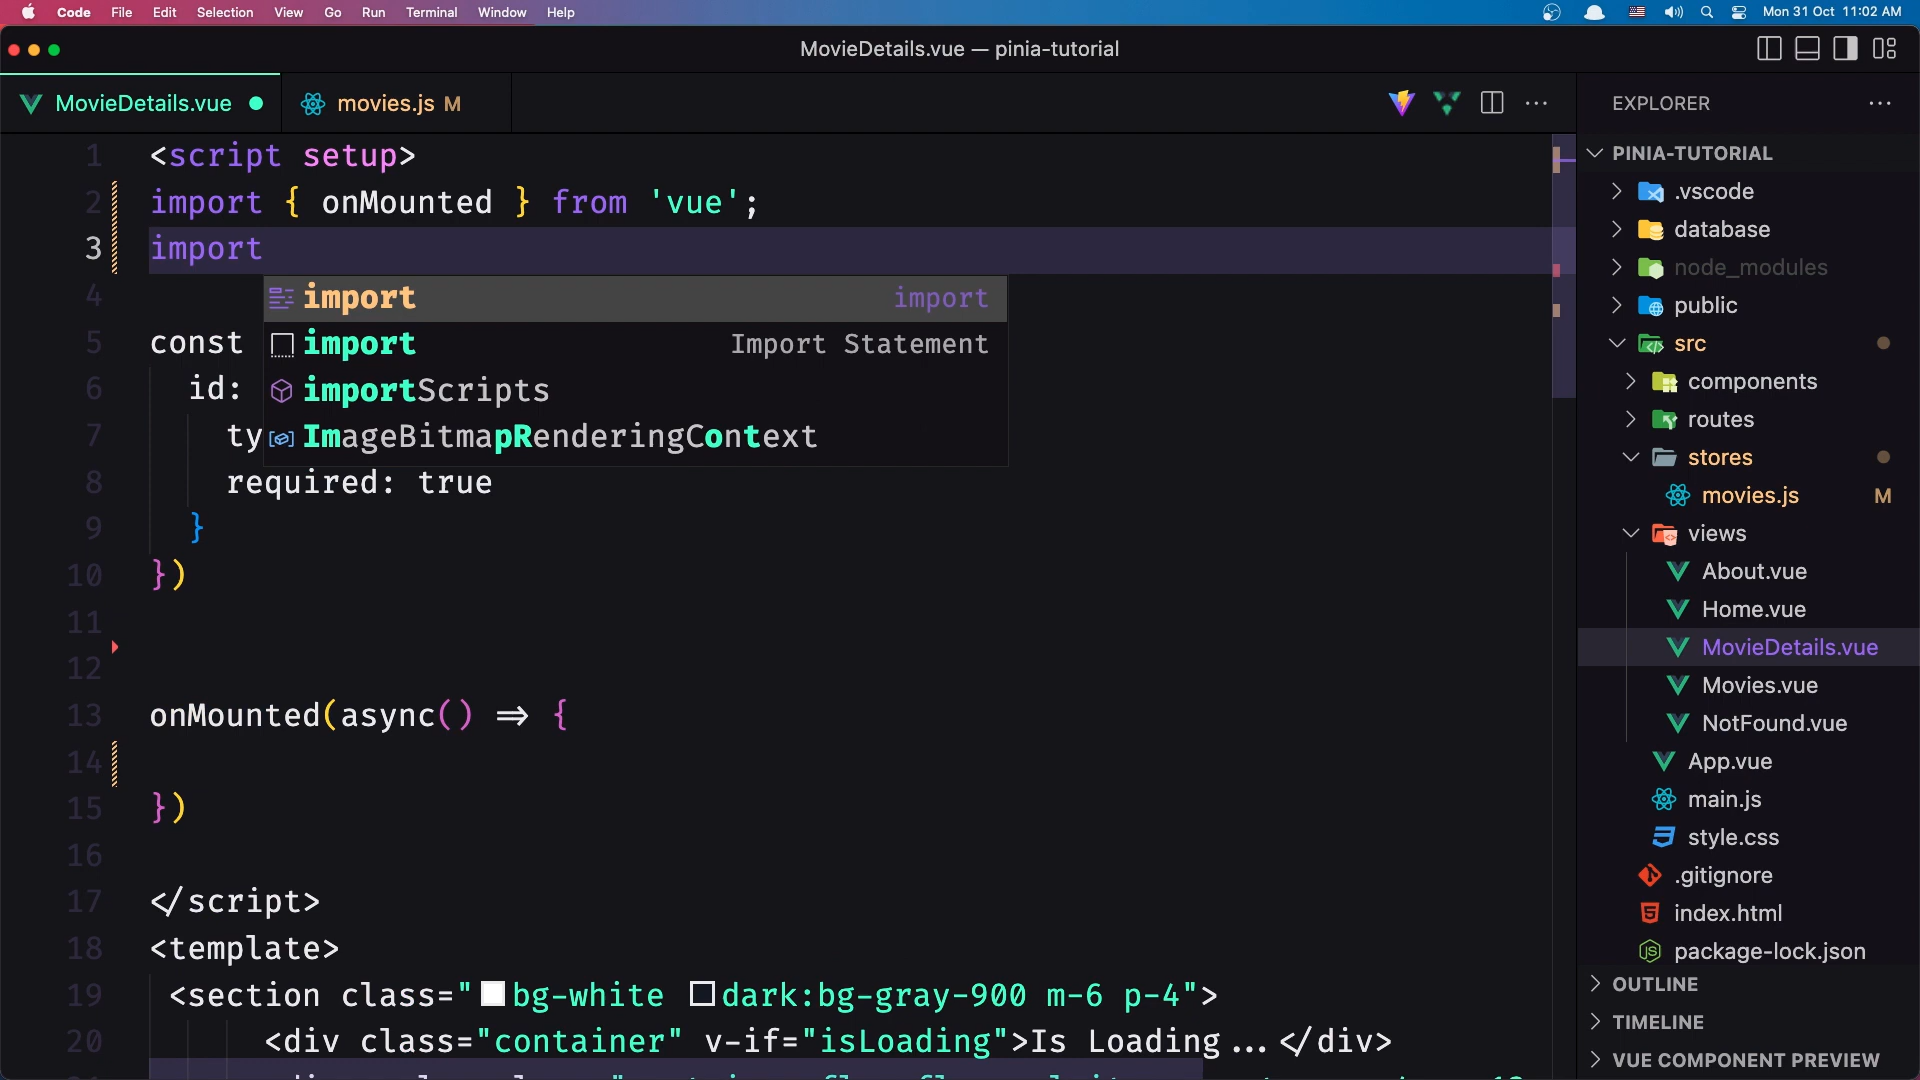 Code File Edit Selection View Go Run Terminal Window Help Mon 31 Oct 11:02 AM
MovieDetails.vue — pinia-tutorial
MovieDetails.vue
movies.js M
1 <script setup>
2 import { onMounted } from 'vue';
3 import
import import
import Import Statement
importScripts
ImageBitmapRenderingContext
4
5 const
6 id:
7 ty
8 required: true
9 }
10 })
11
12
13 onMounted(async() ⇒ {
14
15 })
16
17 </script>
18 <template>
19 <section class="bg-white dark:bg-gray-900 m-6 p-4">
20 <div class="container" v-if="isLoading">Is Loading...</div>
EXPLORER
PINIA-TUTORIAL
.vscode
database
node_modules
public
src
components
routes
stores
movies.js M
views
About.vue
Home.vue
MovieDetails.vue
Movies.vue
NotFound.vue
App.vue
main.js
style.css
.gitignore
index.html
package-lock.json
OUTLINE
TIMELINE
VUE COMPONENT PREVIEW